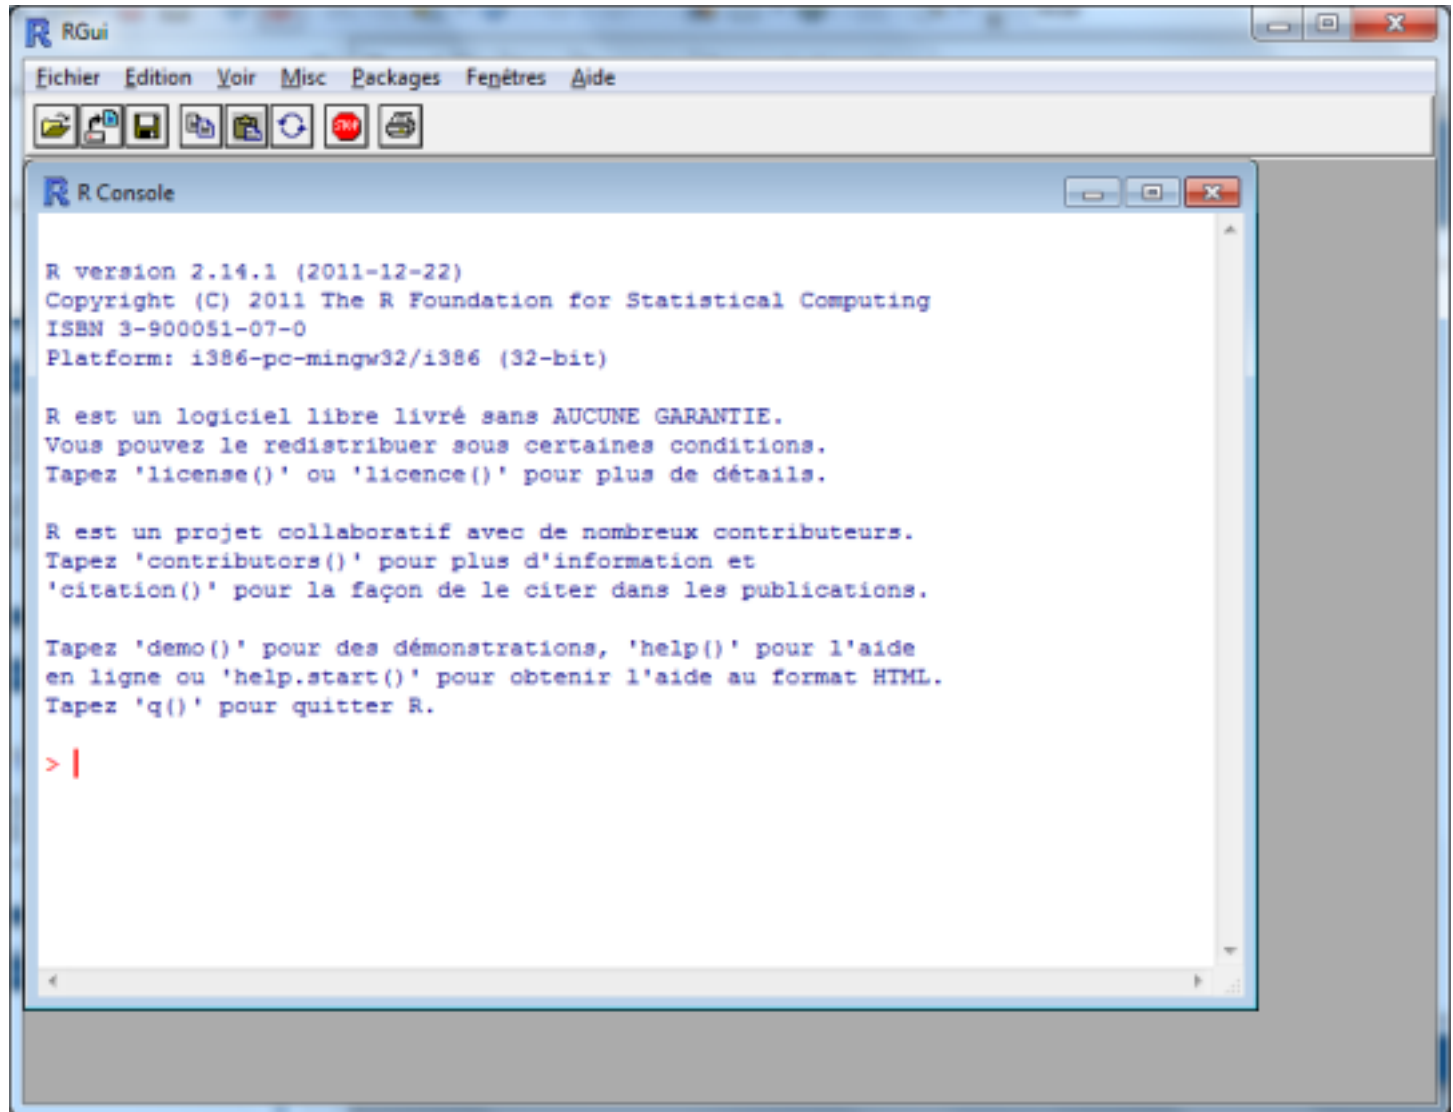 RGui
Fichier Edition Voir Misc Packages Fenêtres Aide
STOP
R Console
R version 2.14.1 (2011-12-22)
Copyright (C) 2011 The R Foundation for Statistical Computing
ISBN 3-900051-07-0
Platform: i386-pc-mingw32/i386 (32-bit)
R est un logiciel libre livré sans AUCUNE GARANTIE.
Vous pouvez le redistribuer sous certaines conditions.
Tapez 'license()' ou 'licence()' pour plus de détails.
R est un projet collaboratif avec de nombreux contributeurs.
Tapez 'contributors()' pour plus d'information et
'citation()' pour la façon de le citer dans les publications.
Tapez 'demo()' pour des démonstrations, 'help()' pour l'aide
en ligne ou 'help.start()' pour obtenir l'aide au format HTML.
Tapez 'q()' pour quitter R.
>